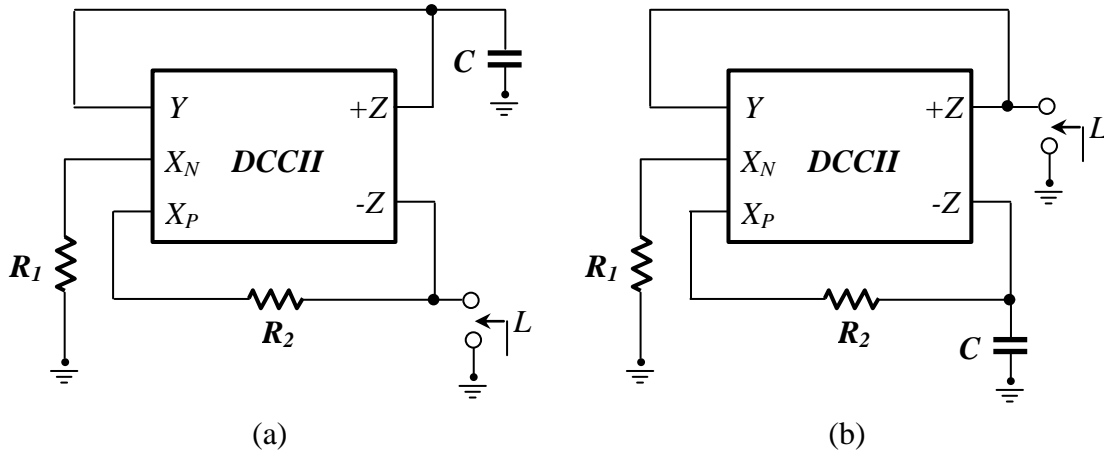 C
Y
+Z
X_N
DCCII
X_P
-Z
R_1
R_2
L
(a)
Y
+Z
L
X_N
DCCII
X_P
-Z
R_1
R_2
C
(b)